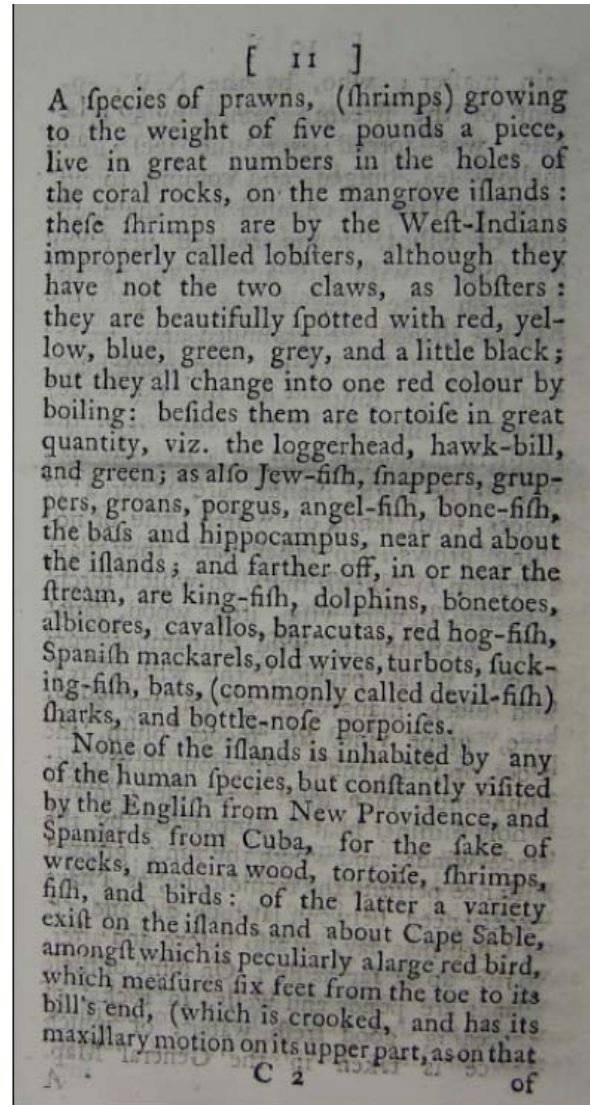 [ 11 ]
A ſpecies of prawns, (ſhrimps) growing
to the weight of five pounds a piece,
live in great numbers in the holes of
the coral rocks, on the mangrove iſlands :
theſe ſhrimps are by the Weſt-Indians
improperly called lobſters, although they
have not the two claws, as lobſters :
they are beautifully ſpotted with red, yel-
low, blue, green, grey, and a little black;
but they all change into one red colour by
boiling: beſides them are tortoiſe in great
quantity, viz. the loggerhead, hawk-bill,
and green; as alſo Jew-fiſh, ſnappers, grup-
pers, groans, porgus, angel-fiſh, bone-fiſh,
the baſs and hippocampus, near and about
the iſlands; and farther off, in or near the
ſtream, are king-fiſh, dolphins, bonetoes,
albicores, cavallos, baracutas, red hog-fiſh,
Spaniſh mackarels, old wives, turbots, ſuck-
ing-fiſh, bats, (commonly called devil-fiſh)
ſharks, and bottle-noſe porpoiſes.
None of the iſlands is inhabited by any
of the human ſpecies, but conſtantly viſited
by the Engliſh from New Providence, and
Spaniards from Cuba, for the ſake of
wrecks, madeira wood, tortoiſe, ſhrimps,
fiſh, and birds: of the latter a variety
exiſt on the iſlands and about Cape Sable,
amongſt which is peculiarly a large red bird,
which meaſures ſix feet from the toe to its
bill's end, (which is crooked, and has its
maxillary motion on its upper part, as on that
C 2 of